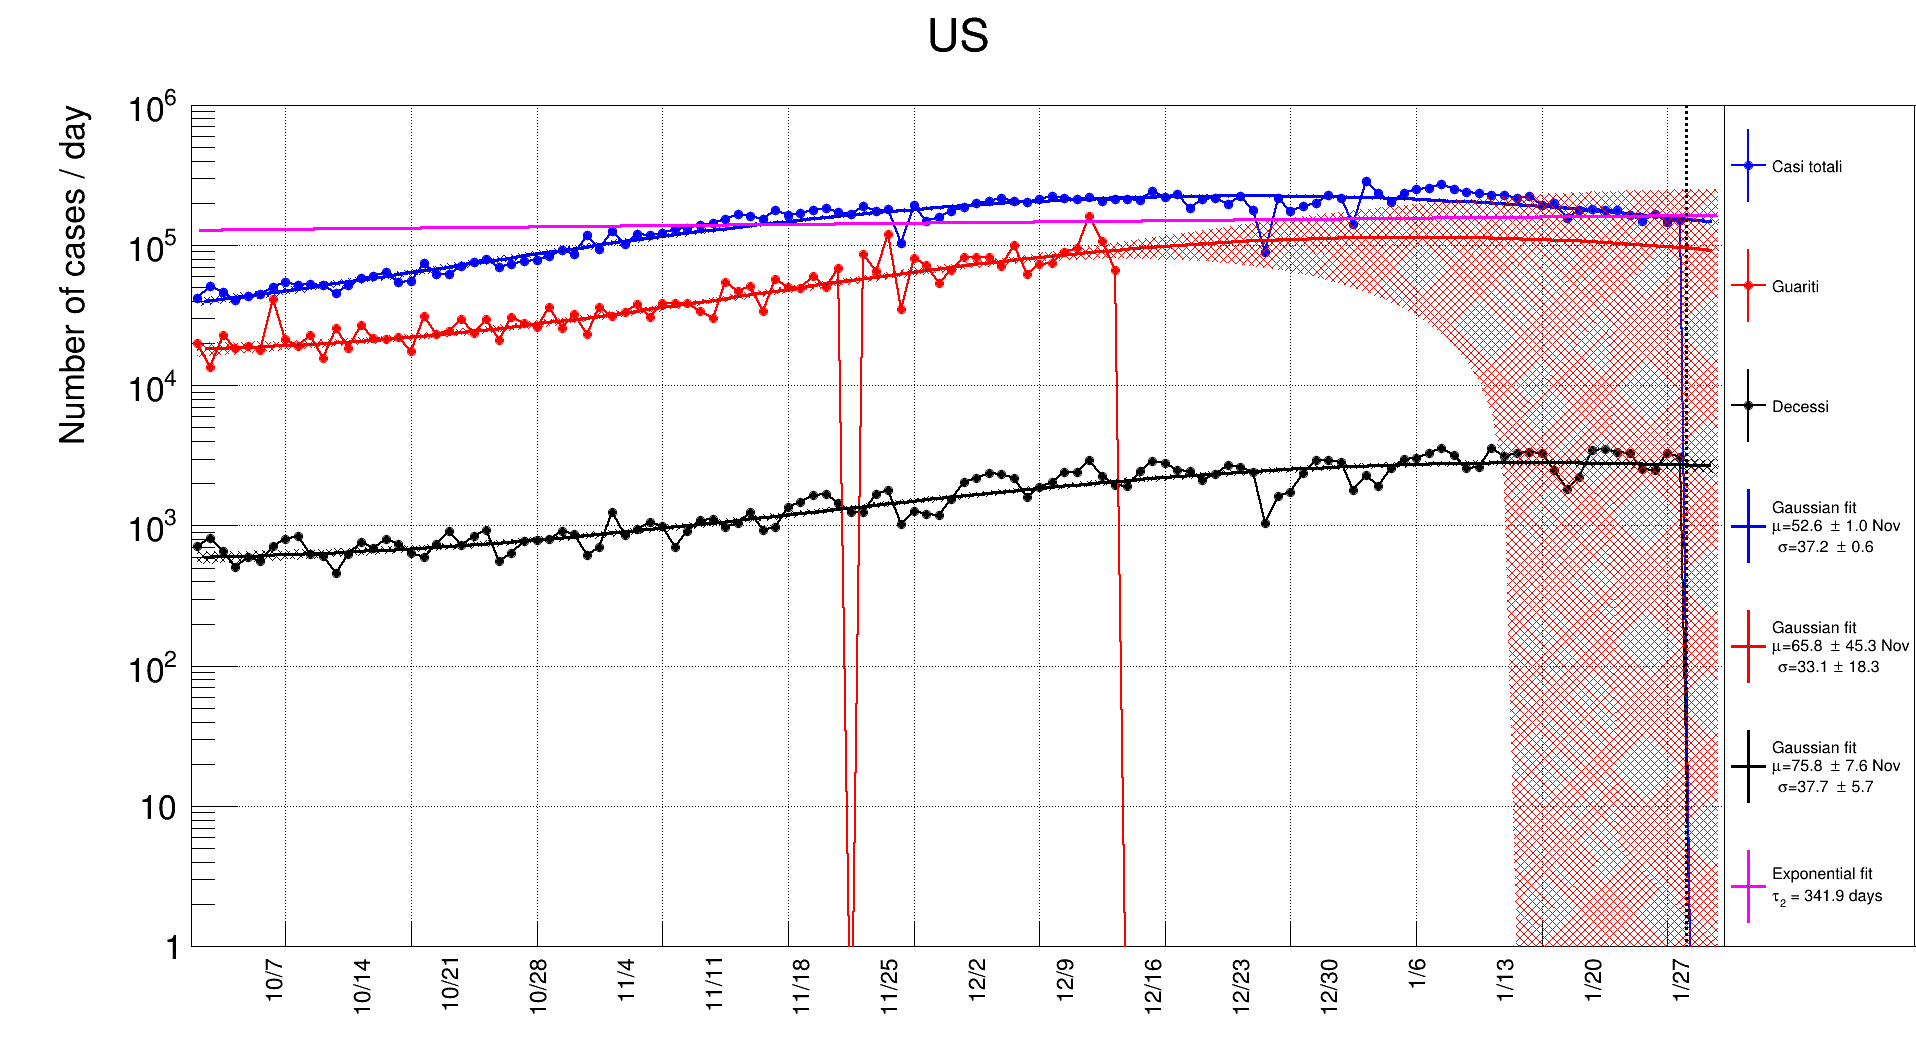 US
Number of cases / day
10^6
10^5
10^4
10^3
10^2
10
1
10/7
10/14
10/21
10/28
11/4
11/11
11/18
11/25
12/2
12/9
12/16
12/23
12/30
1/6
1/13
1/20
1/27
Casi totali
Guariti
Decessi
Gaussian fit
μ=52.6 ± 1.0 Nov
σ=37.2 ± 0.6
Gaussian fit
μ=65.8 ± 45.3 Nov
σ=33.1 ± 18.3
Gaussian fit
μ=75.8 ± 7.6 Nov
σ=37.7 ± 5.7
Exponential fit
τ₂ = 341.9 days